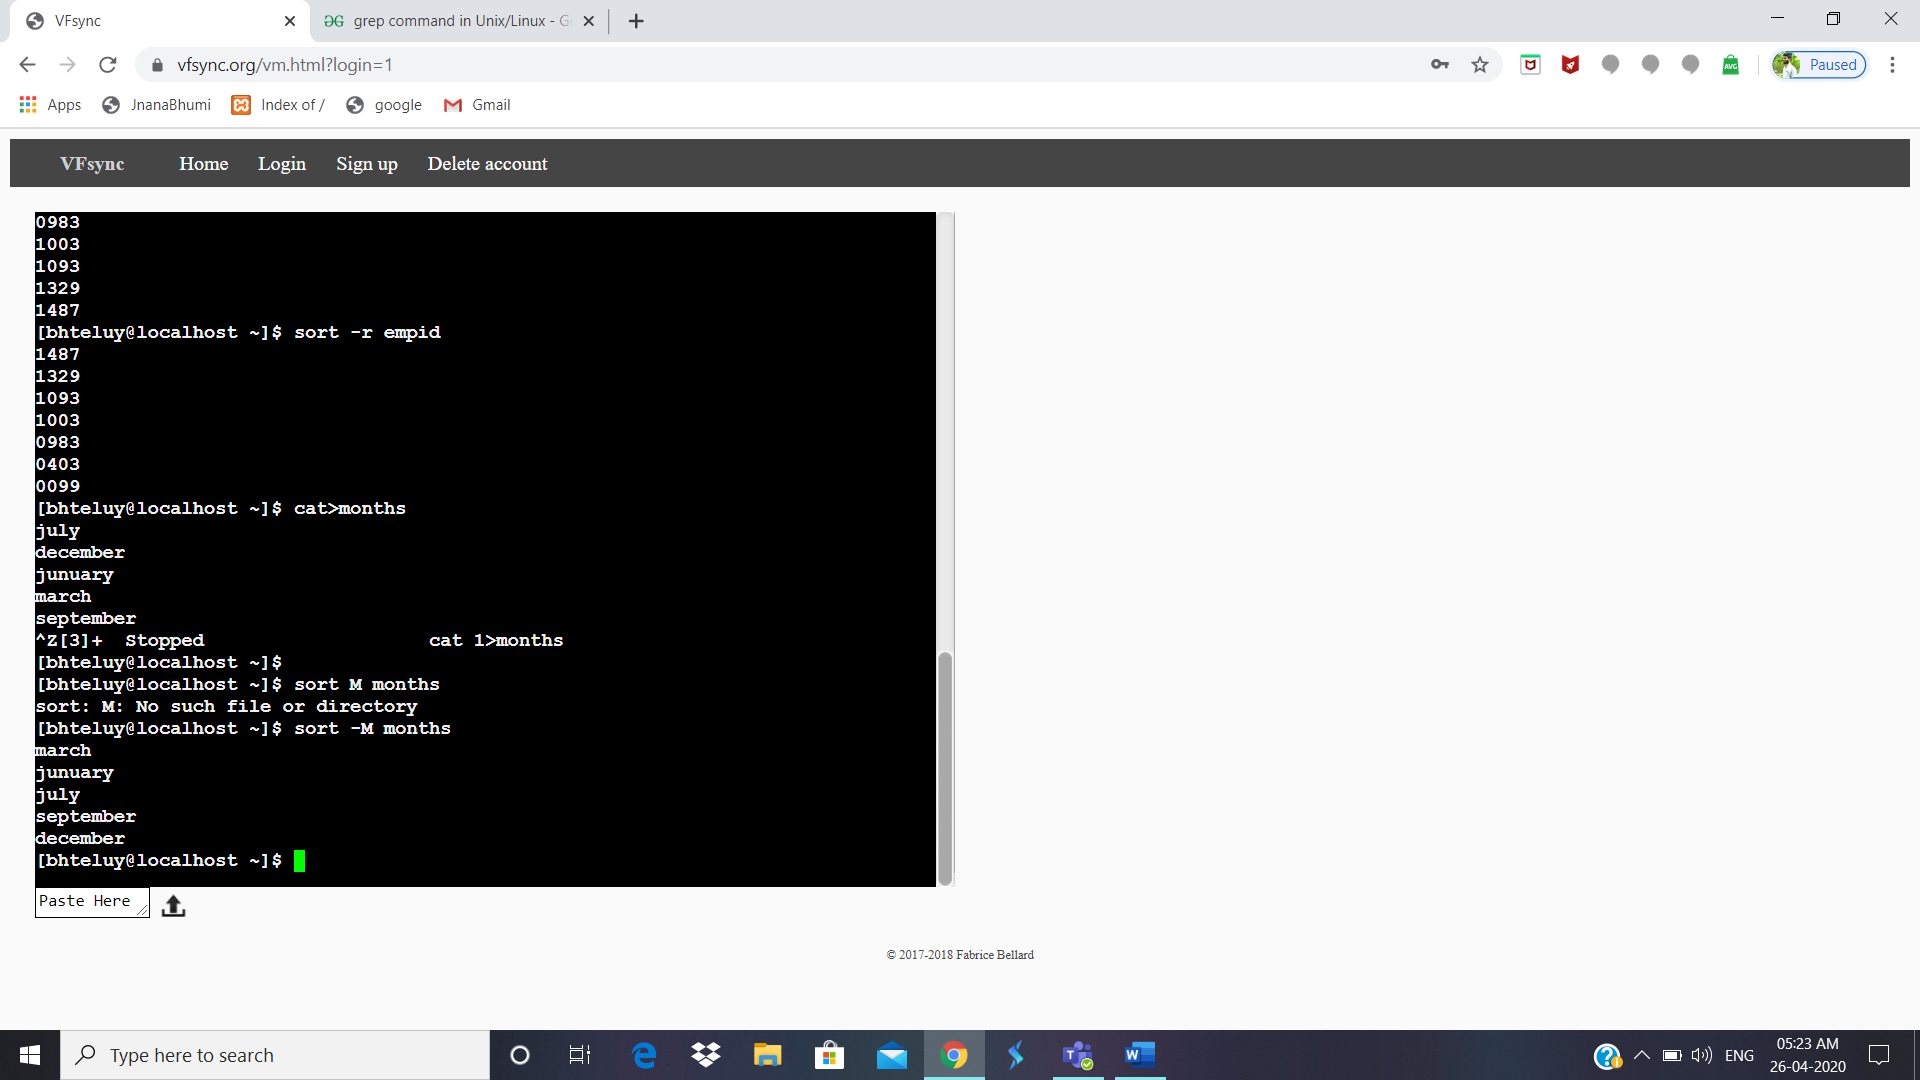 VFsync
grep command in Unix/Linux - G
vfsync.org/vm.html?login=1
Paused
Apps
JnanaBhumi
Index of /
google
Gmail
VFsync
Home
Login
Sign up
Delete account
0983
1003
1093
1329
1487
[bhteluy@localhost ~]$ sort -r empid
1487
1329
1093
1003
0983
0403
0099
[bhteluy@localhost ~]$ cat>months
july
december
junuary
march
september
^Z[3]+  Stopped                    cat 1>months
[bhteluy@localhost ~]$
[bhteluy@localhost ~]$ sort M months
sort: M: No such file or directory
[bhteluy@localhost ~]$ sort -M months
march
junuary
july
september
december
[bhteluy@localhost ~]$
Paste Here
© 2017-2018 Fabrice Bellard
Type here to search
ENG
05:23 AM
26-04-2020